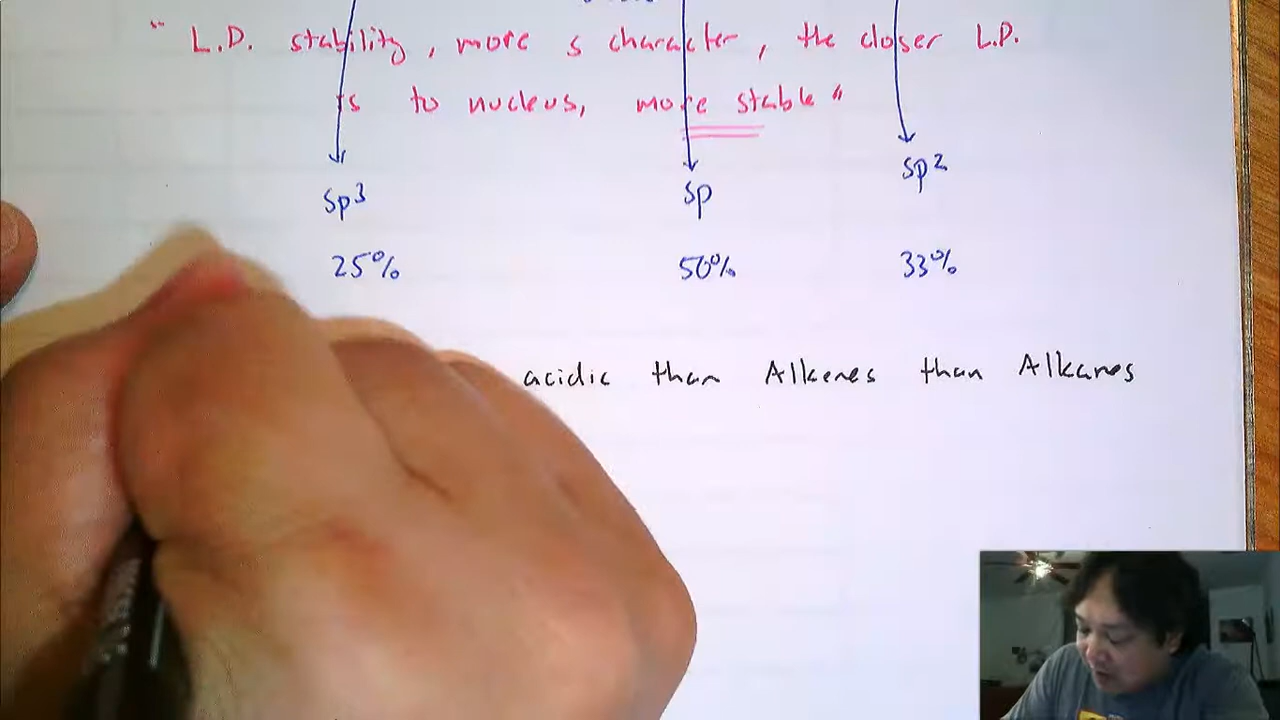 " L.D. stability, more s character, the closer L.P.
is to nucleus, more stable "
sp2
sp3 sp
25% 50% 33%
acidic than Alkenes than Alkanes